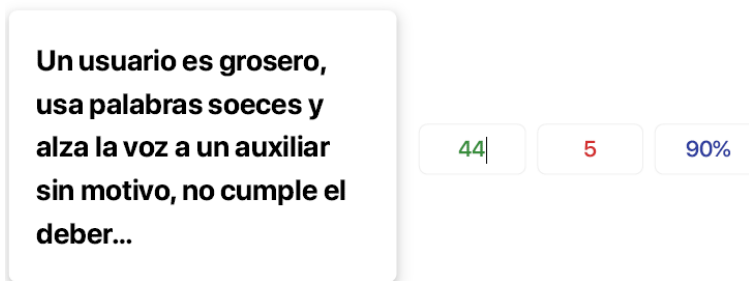 Un usuario es grosero,
usa palabras soeces y
alza la voz a un auxiliar
sin motivo, no cumple el
deber...
44 5 90%